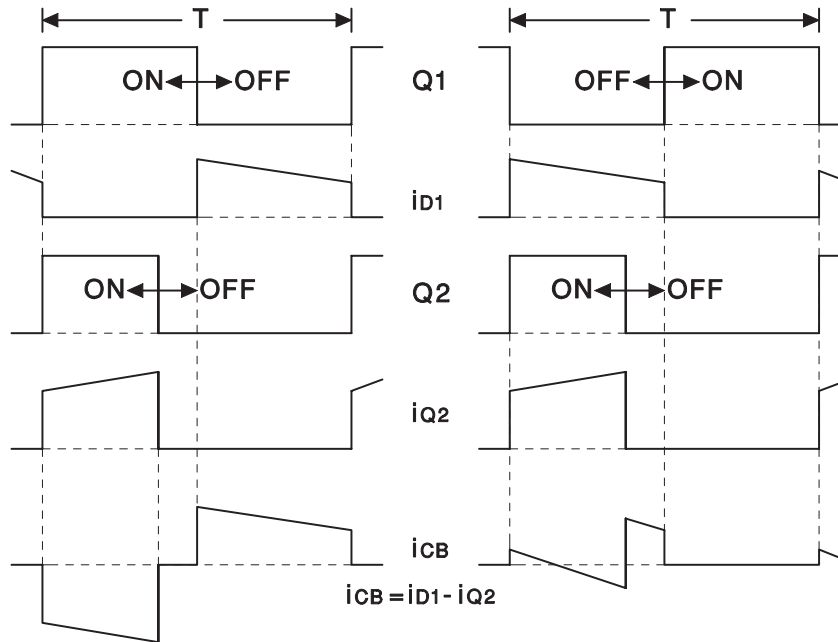 T T
ON OFF Q1 OFF ON
iD1
ON OFF Q2 ON OFF
iQ2
iCB
iCB = iD1 - iQ2